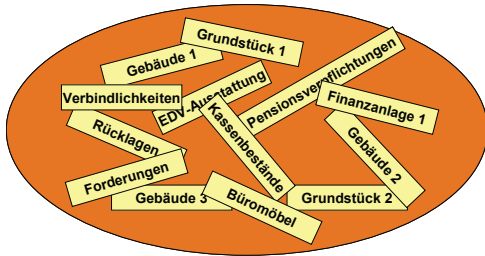 Grundstück 1
Gebäude 1
Pensionsverpflichtungen
EDV-Ausstattung
Verbindlichkeiten
Finanzanlage 1
Kassenbestände
Rücklagen
Gebäude 2
Forderungen
Gebäude 3
Büromöbel
Grundstück 2